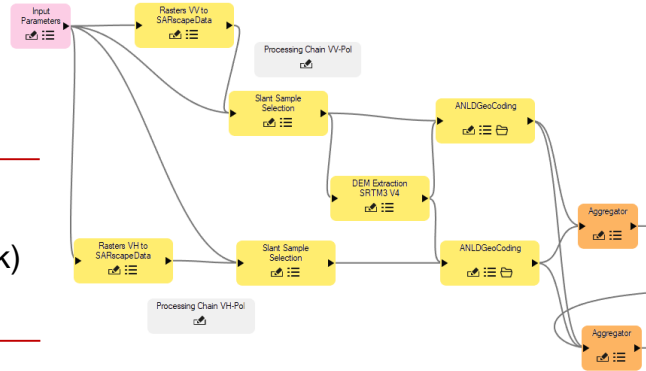 Input
Parameters
Rasters VV to
SARscapeData
Processing Chain VV-Pol
Slant Sample
Selection
ANLDGeoCoding
DEM Extraction
SRTM3 V4
Aggregator
k)
Rasters VH to
SARscapeData
Slant Sample
Selection
ANLDGeoCoding
Processing Chain VH-Pol
Aggregator